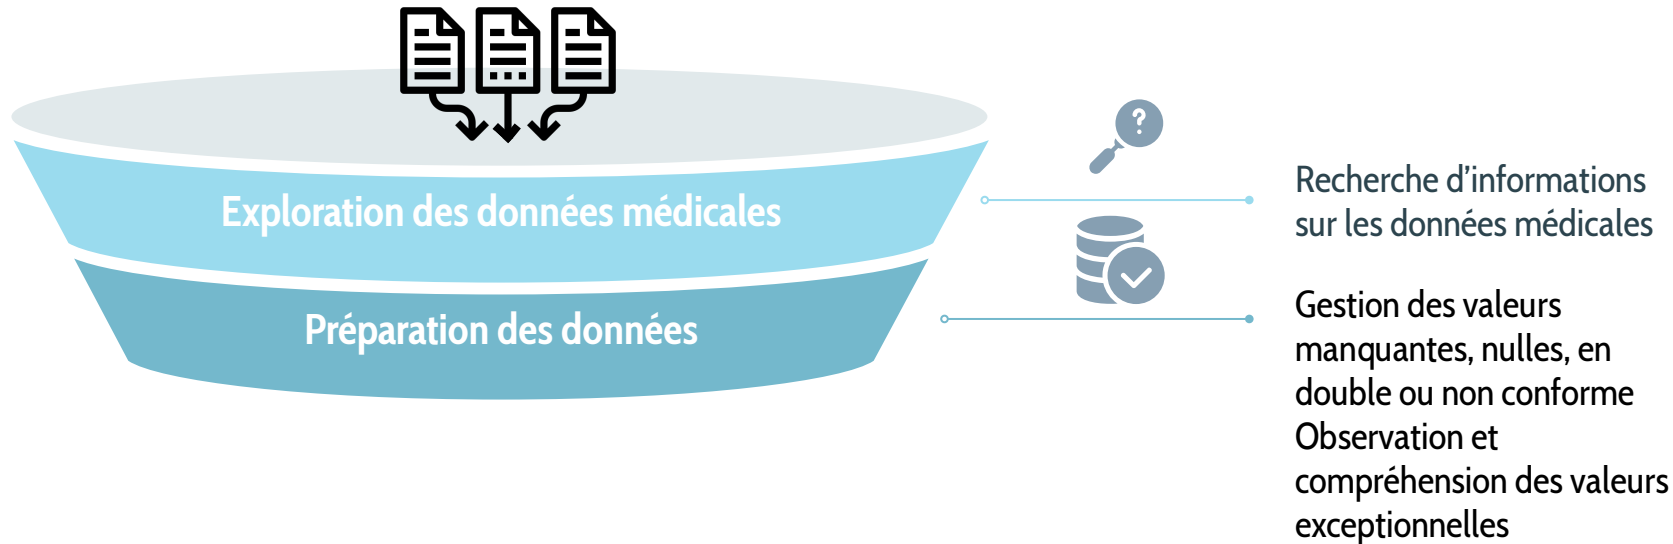 Exploration des données médicales
Recherche d’informations
sur les données médicales
Préparation des données
Gestion des valeurs
manquantes, nulles, en
double ou non conforme
Observation et
compréhension des valeurs
exceptionnelles